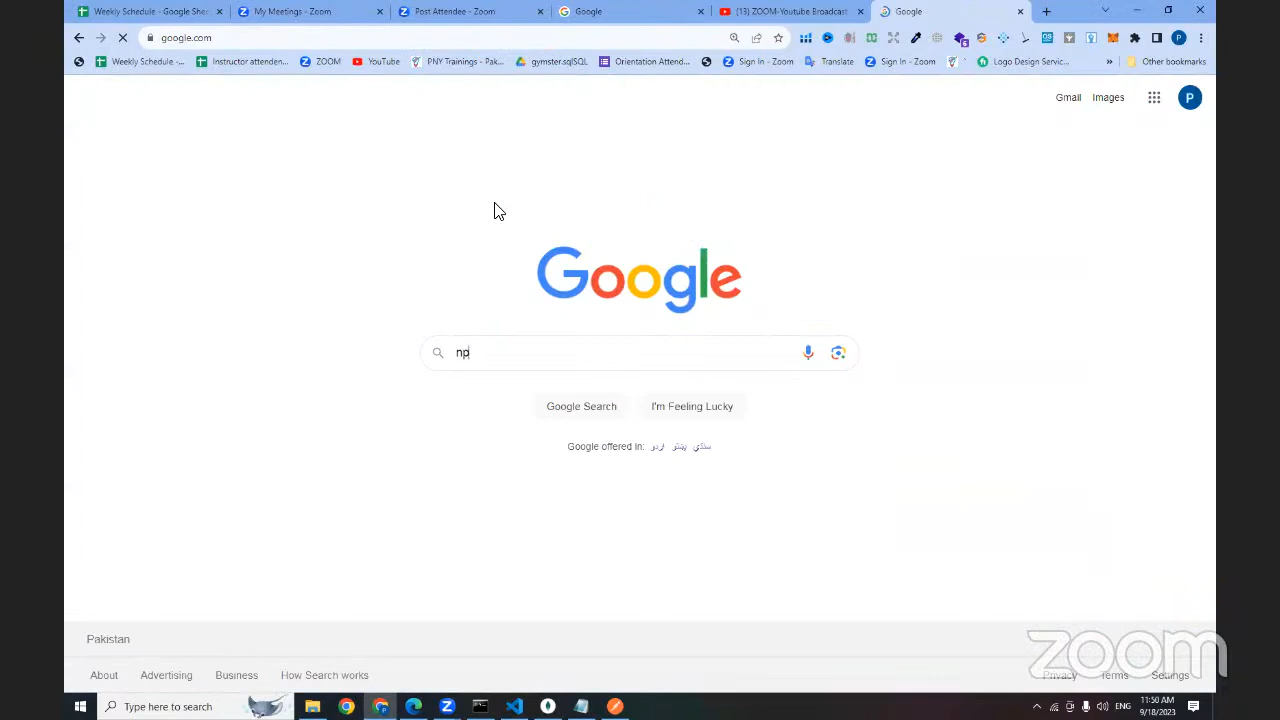 Weekly Schedule - Google Shee
My Meetings - Zoom
Post Attendee - Zoom
Google
(13) ZOOM-Youtube Broadcast
Google
google.com
Weekly Schedule -...
Instructor attenden...
ZOOM
YouTube
PNY Trainings - Pak...
gymster.sqlSQL
Orientation Attend...
Sign In - Zoom
Translate
Sign In - Zoom
Logo Design Servic...
Other bookmarks
Gmail
Images
P
Google
np
Google Search
I'm Feeling Lucky
Google offered in: اردو پښتو سنڌي
Pakistan
About
Advertising
Business
How Search works
Privacy
Terms
Settings
zoom
Type here to search
ENG
11:50 AM
9/18/2023